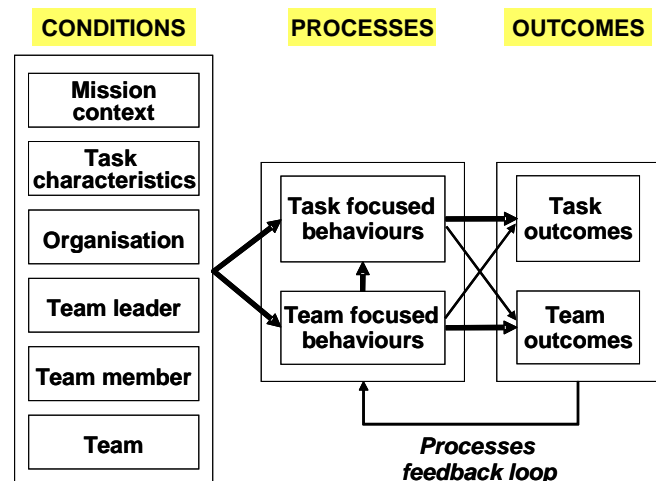 CONDITIONS
PROCESSES
OUTCOMES
Mission
context
Task
characteristics
Organisation
Team leader
Team member
Team
Task focused
behaviours
Team focused
behaviours
Task
outcomes
Team
outcomes
Processes
feedback loop